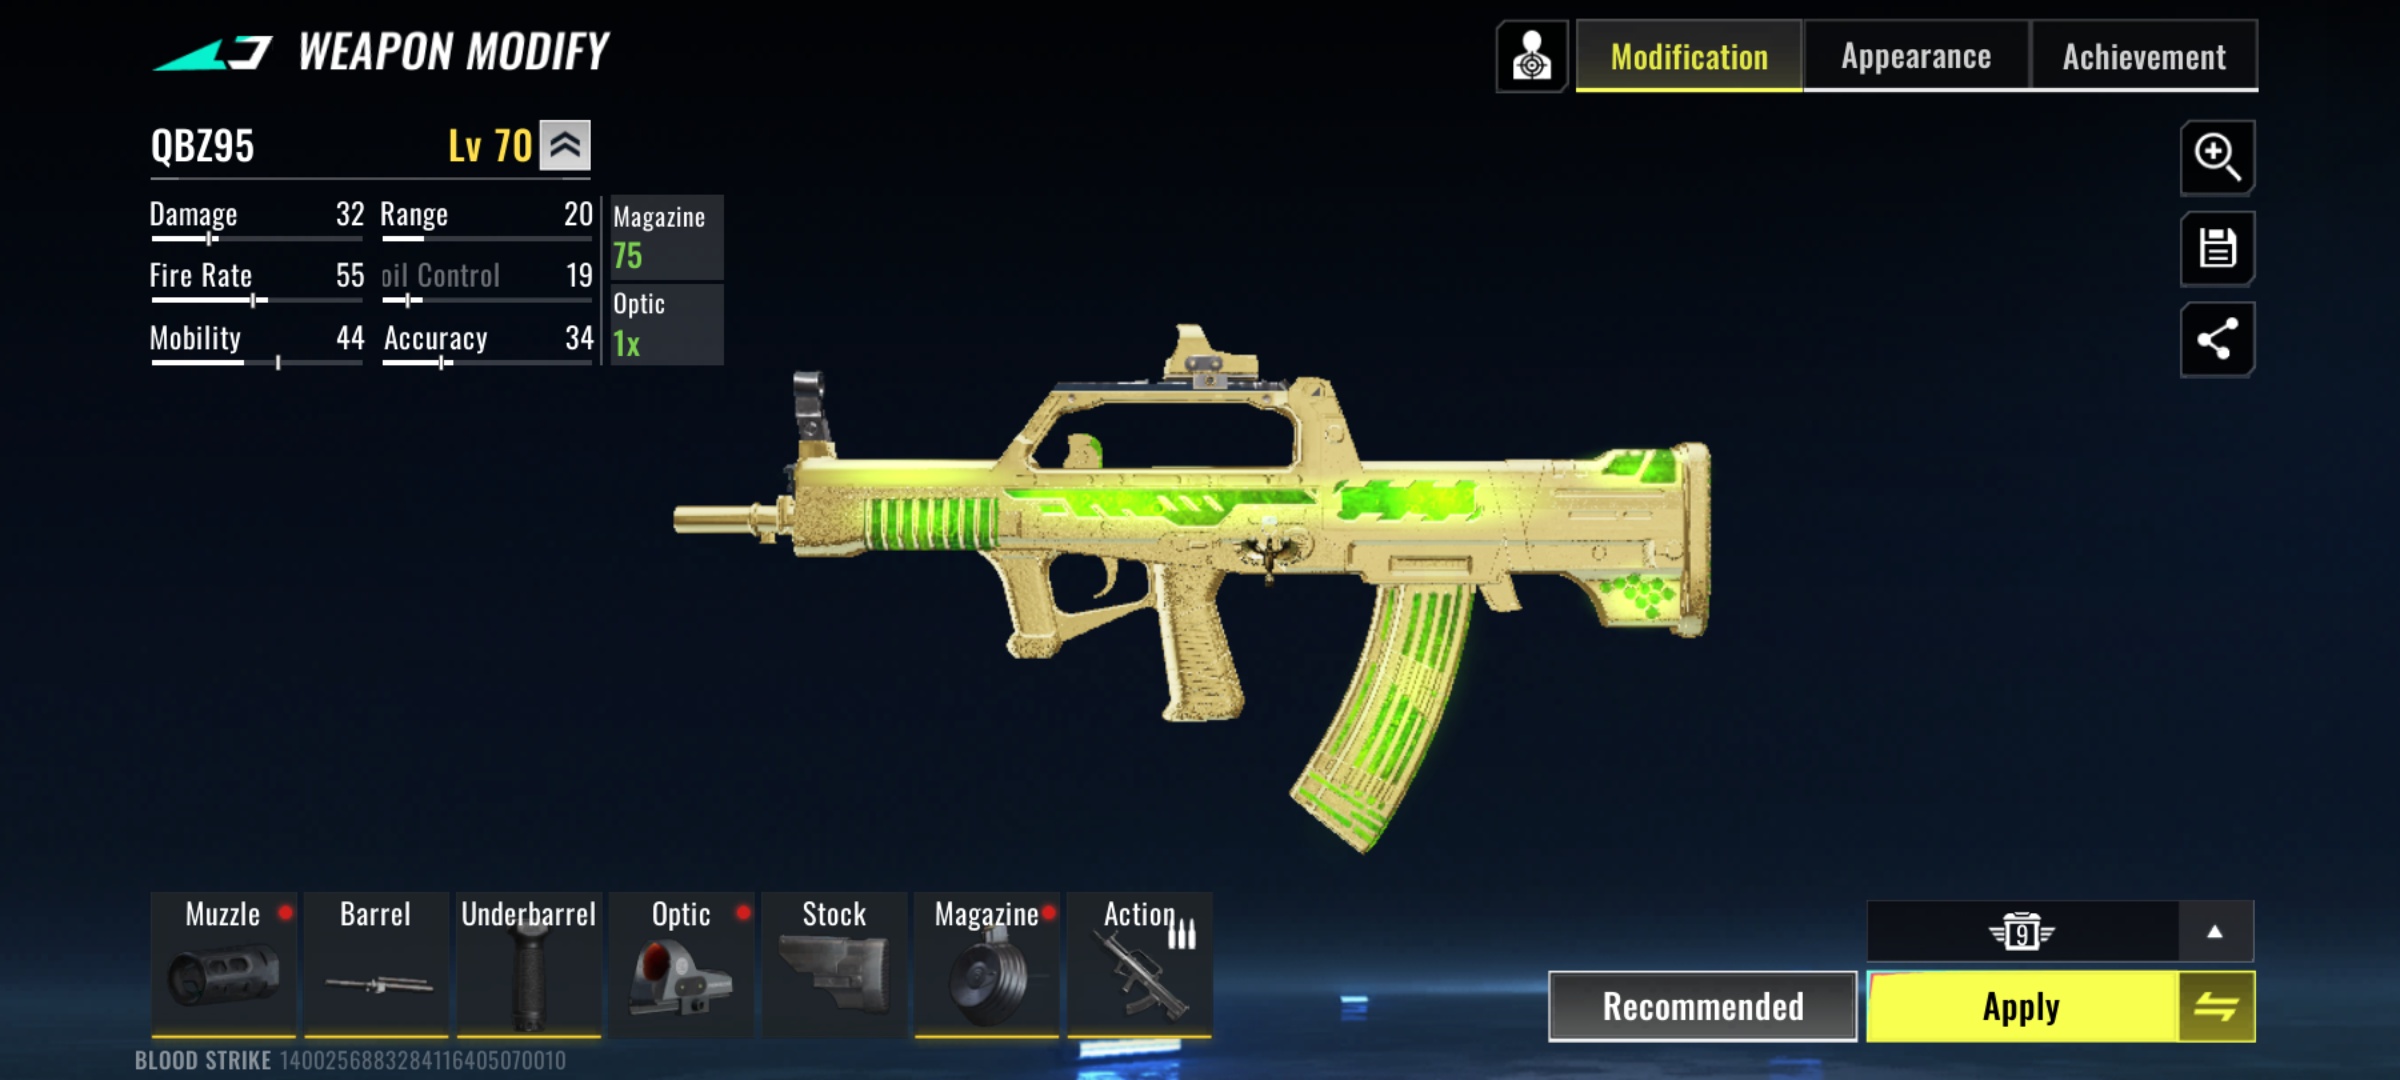 WEAPON MODIFY
Modification
Appearance
Achievement
QBZ95
Lv 70
Damage 32
Range 20
Magazine
75
Fire Rate 55
oil Control 19
Optic
1x
Mobility 44
Accuracy 34
Muzzle
Barrel
Underbarrel
Optic
Stock
Magazine
Action
9
Recommended
Apply
BLOOD STRIKE 1400256883284116405070010